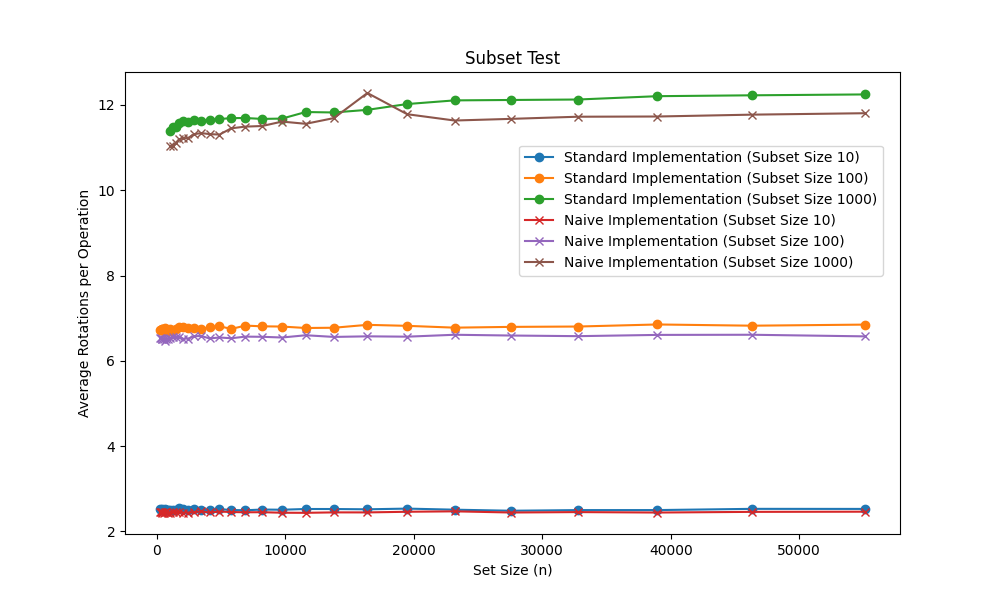 Subset Test
12
10
8
6
4
2
Average Rotations per Operation
Standard Implementation (Subset Size 10)
Standard Implementation (Subset Size 100)
Standard Implementation (Subset Size 1000)
Naive Implementation (Subset Size 10)
Naive Implementation (Subset Size 100)
Naive Implementation (Subset Size 1000)
0 10000 20000 30000 40000 50000
Set Size (n)